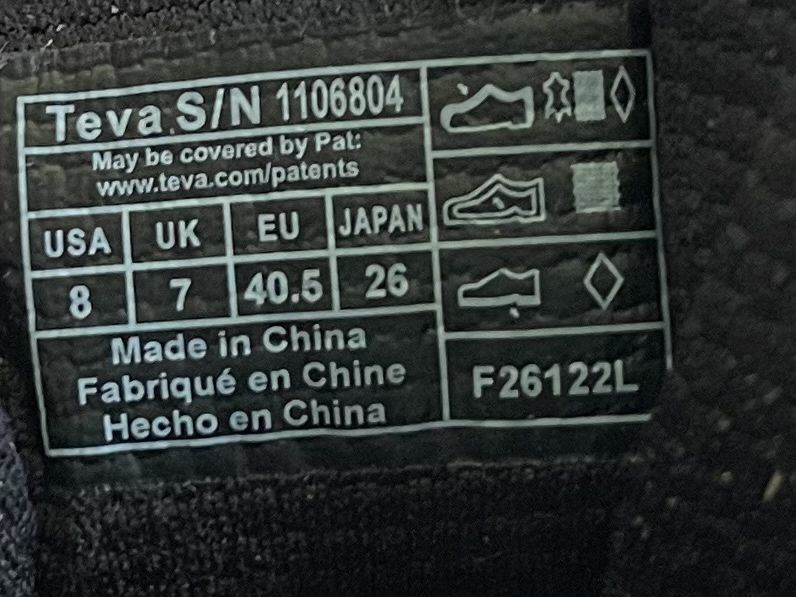 Teva S/N 1106804
May be covered by Pat:
www.teva.com/patents
USA UK EU JAPAN
8 7 40.5 26
Made in China
Fabriqué en Chine
Hecho en China
F26122L